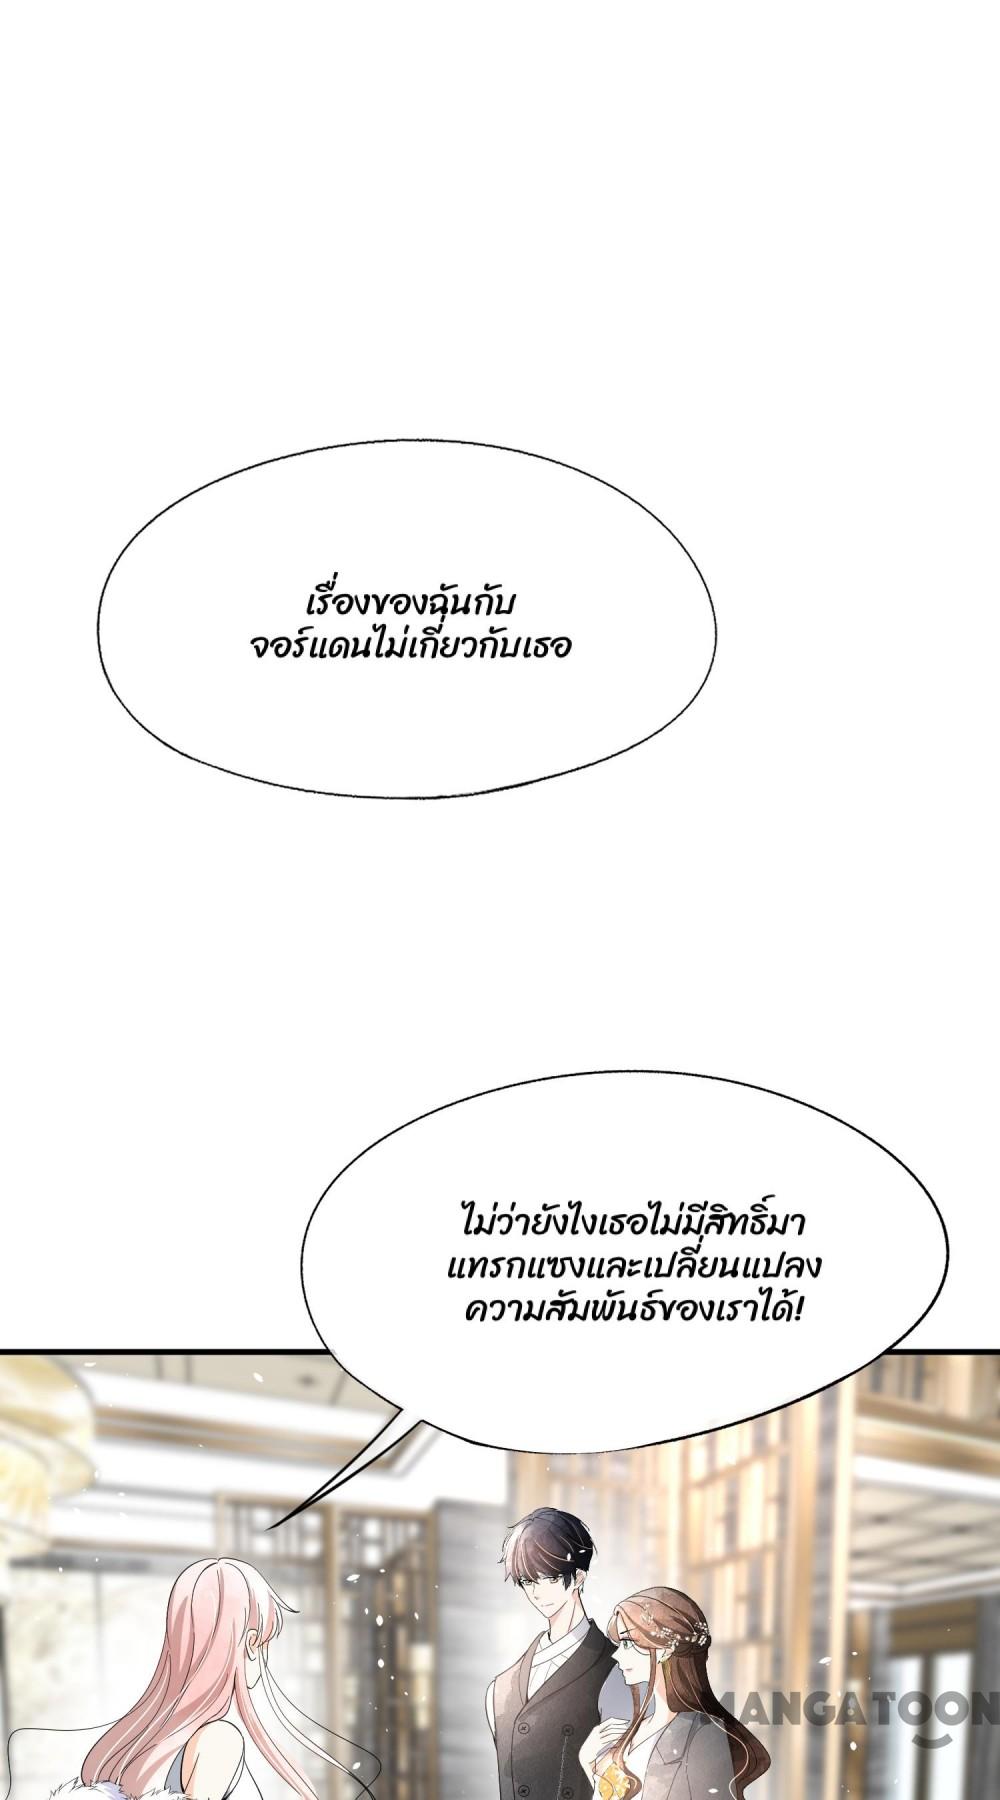 เรื่องของฉันกับ
จอร์แดนไม่เกี่ยวกับเธอ
ไม่ว่ายังไงเธอไม่มีสิทธิ์มา
แทรกแซงและเปลี่ยนแปลง
ความสัมพันธ์ของเราได้!
MANGATOON